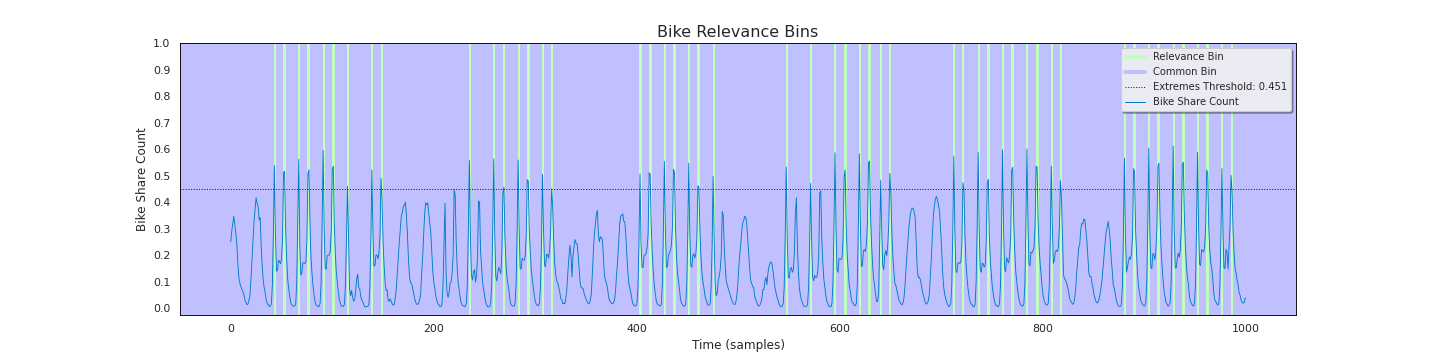 Bike Relevance Bins
1.0
0.9
0.8
0.7
0.6
0.5
0.4
0.3
0.2
0.1
0.0
Bike Share Count
Relevance Bin
Common Bin
Extremes Threshold: 0.451
Bike Share Count
0
200
400
600
800
1000
Time (samples)